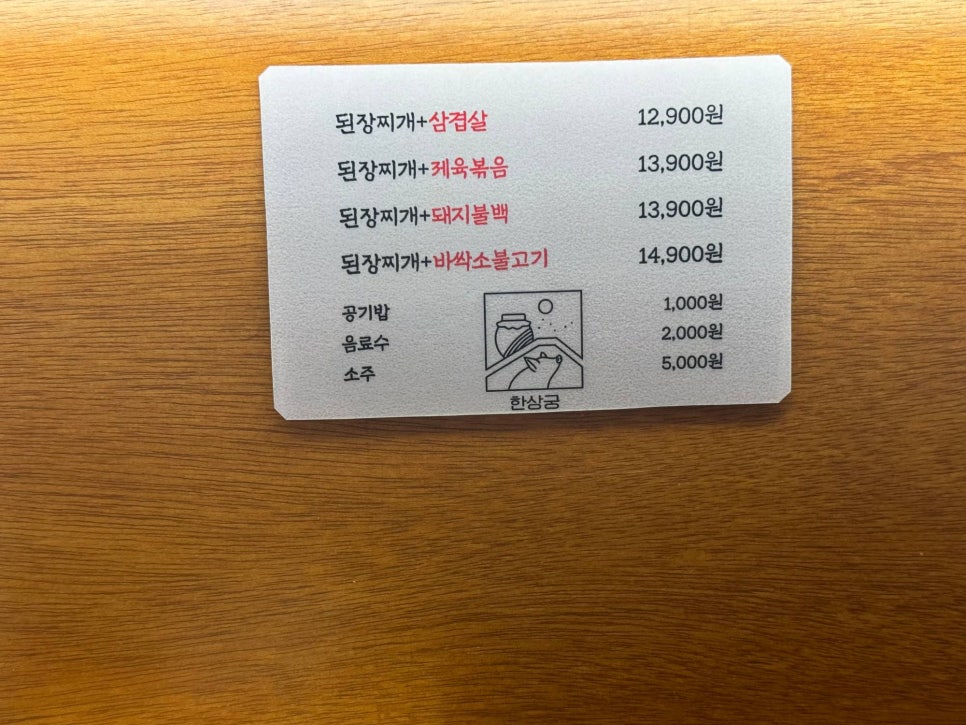 된장찌개+삼겹살 12,900원
된장찌개+제육볶음 13,900원
된장찌개+돼지불백 13,900원
된장찌개+바싹소불고기 14,900원
공기밥 1,000원
음료수 2,000원
소주 5,000원
한상궁